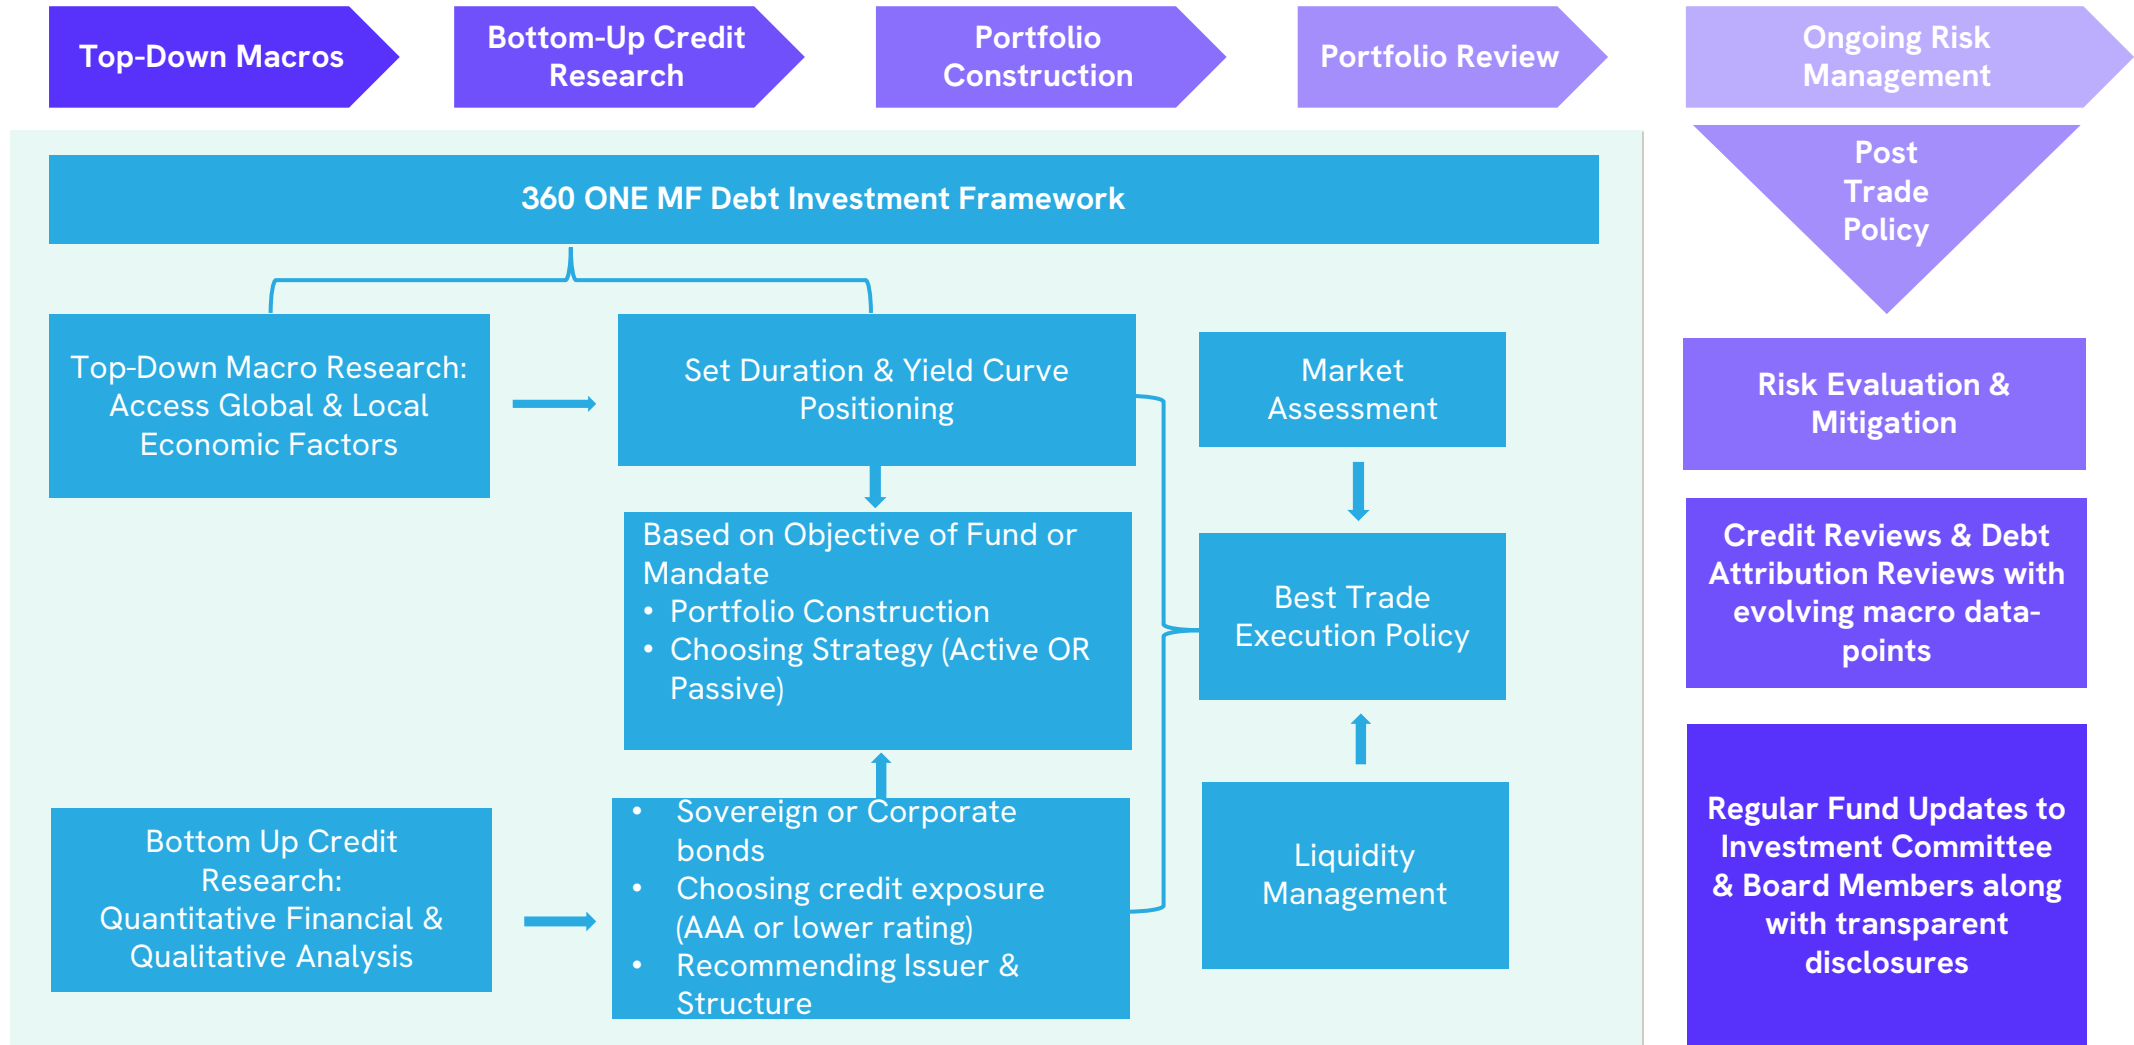 Top-Down Macros
Bottom-Up Credit
Research
Portfolio
Construction
Portfolio Review
Ongoing Risk
Management
360 ONE MF Debt Investment Framework
Top-Down Macro Research:
Access Global & Local
Economic Factors
Set Duration & Yield Curve
Positioning
Market
Assessment
Based on Objective of Fund or
Mandate
• Portfolio Construction
• Choosing Strategy (Active OR
Passive)
Best Trade
Execution Policy
Bottom Up Credit
Research:
Quantitative Financial &
Qualitative Analysis
• Sovereign or Corporate
bonds
• Choosing credit exposure
(AAA or lower rating)
• Recommending Issuer &
Structure
Liquidity
Management
Post
Trade
Policy
Risk Evaluation &
Mitigation
Credit Reviews & Debt
Attribution Reviews with
evolving macro data-
points
Regular Fund Updates to
Investment Committee
& Board Members along
with transparent
disclosures